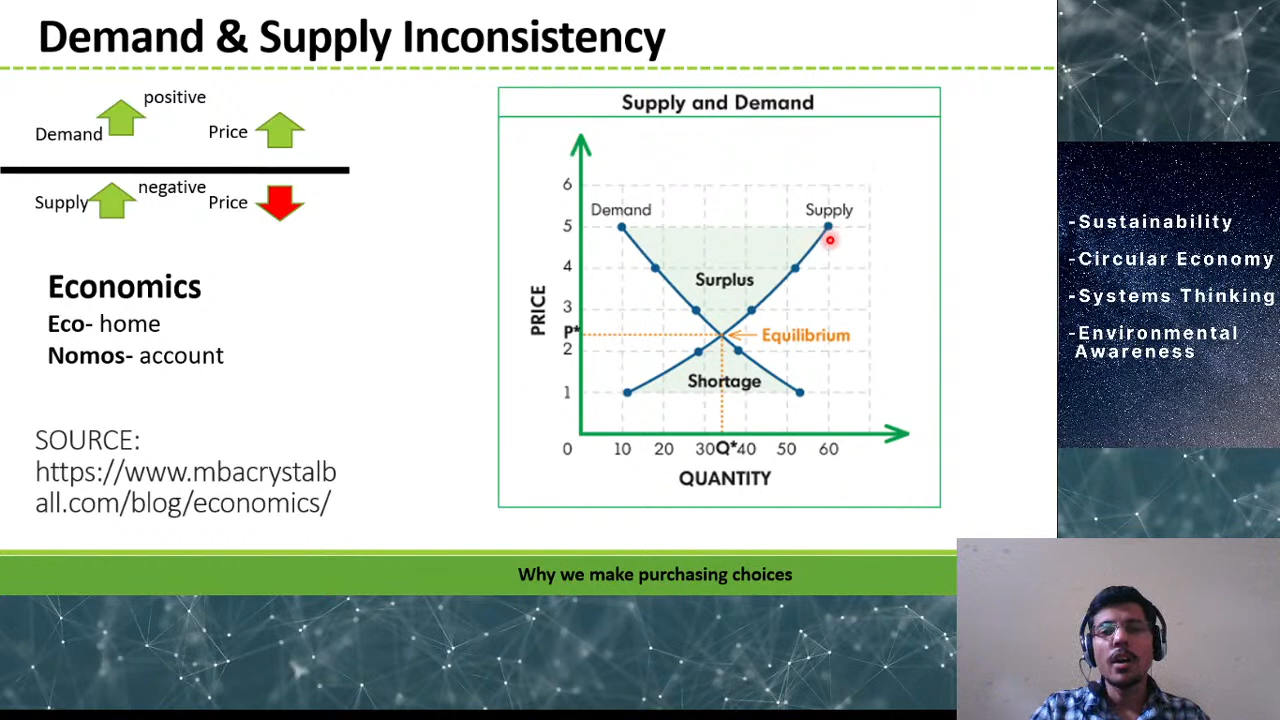 Demand & Supply Inconsistency
positive
Demand
Price
negative
Supply
Price
Economics
Eco- home
Nomos- account
SOURCE:
https://www.mbacrystalb
all.com/blog/economics/
Supply and Demand
6
Demand
Supply
5
4
Surplus
3
PRICE
P*
Equilibrium
2
Shortage
1
0
10
20
30
Q*
40
50
60
QUANTITY
Why we make purchasing choices
-Sustainability
-Circular Economy
-Systems Thinking
-Environmental
Awareness